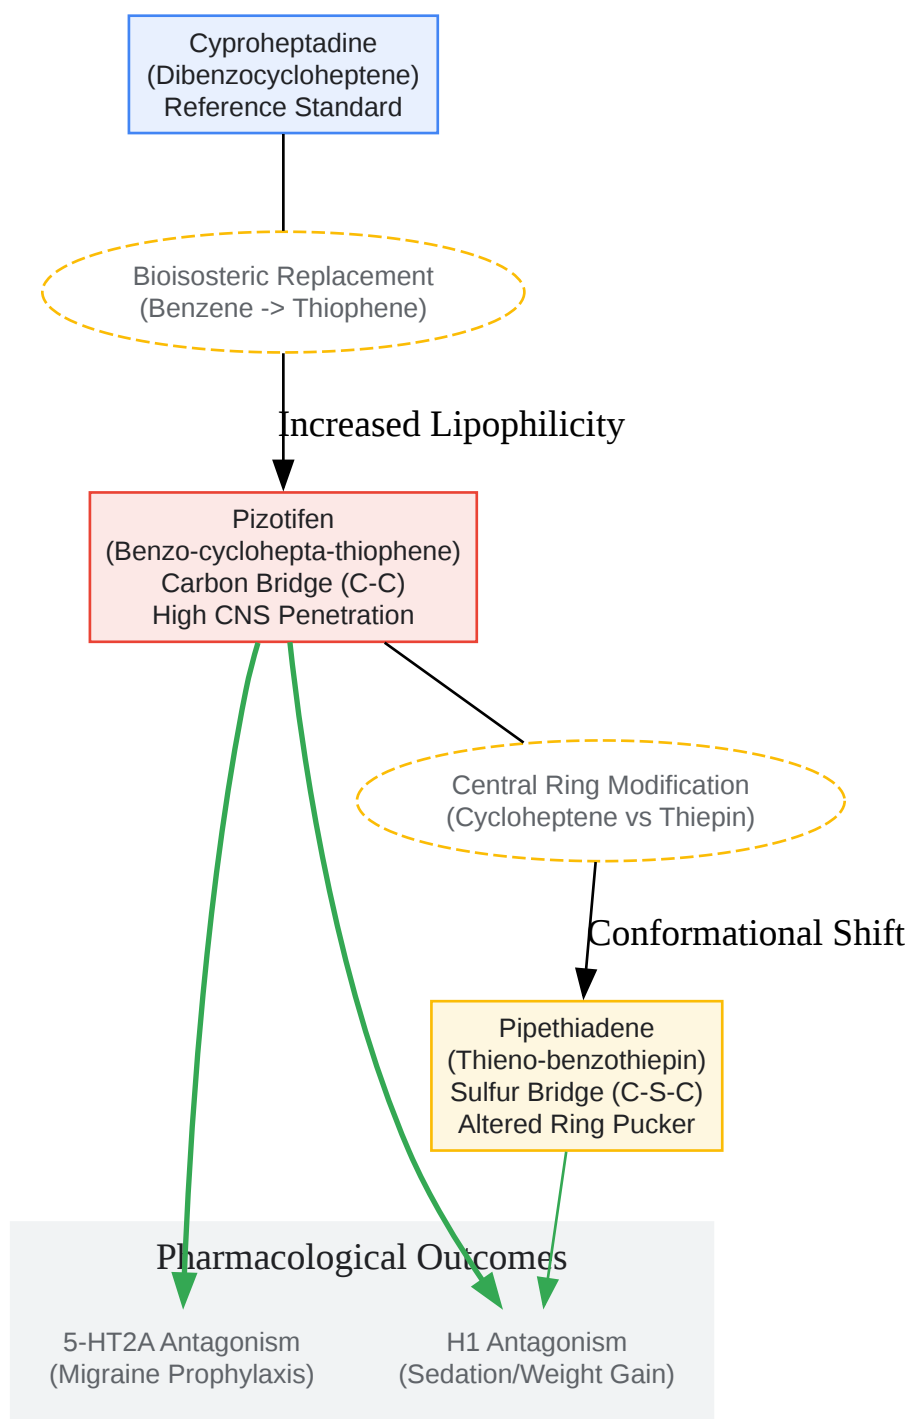 Cyproheptadine
(Dibenzocycloheptene)
Reference Standard
Bioisosteric Replacement
(Benzene -> Thiophene)
Increased Lipophilicity
Pizotifen
(Benzo-cyclohepta-thiophene)
Carbon Bridge (C-C)
High CNS Penetration
Central Ring Modification
(Cycloheptene vs Thiepin)
Conformational Shift
Pipethiadene
(Thieno-benzothiepin)
Sulfur Bridge (C-S-C)
Altered Ring Pucker
Pharmacological Outcomes
5-HT2A Antagonism
(Migraine Prophylaxis)
H1 Antagonism
(Sedation/Weight Gain)